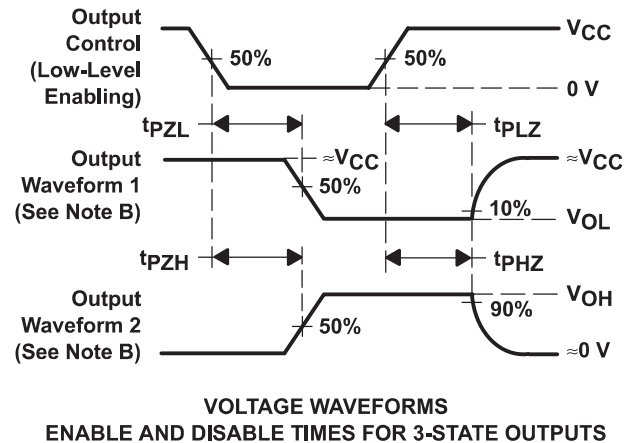 Output
Control
(Low-Level
Enabling)
50%
50%
VCC
0 V
tPZL
tPLZ
Output
Waveform 1
(See Note B)
≈VCC
50%
10%
≈VCC
VOL
tPZH
tPHZ
Output
Waveform 2
(See Note B)
50%
90%
VOH
≈0 V
VOLTAGE WAVEFORMS
ENABLE AND DISABLE TIMES FOR 3-STATE OUTPUTS